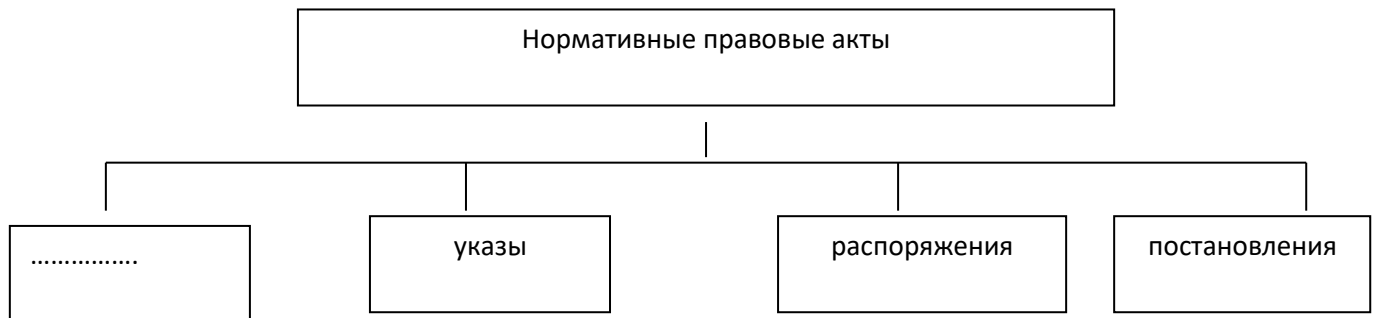 Нормативные правовые акты
…………….
указы
распоряжения
постановления